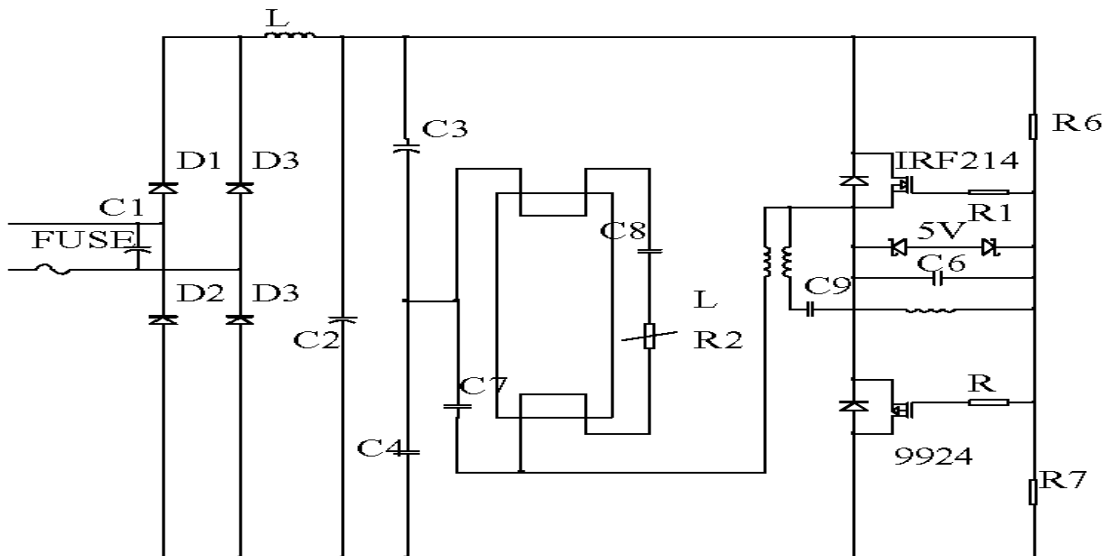 L
C3
R6
D1
D3
IRF214
C1
R1
FUSE
C8
5V
C6
D2
D3
C9
L
C2
R2
C7
R
C4
9924
R7